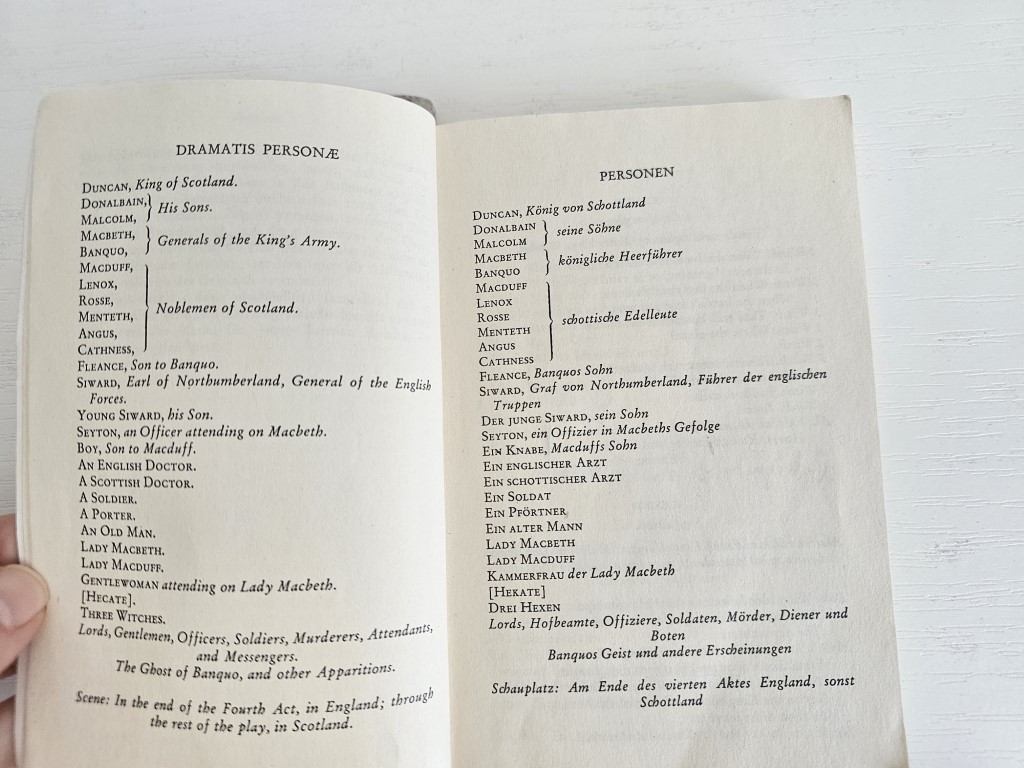 DRAMATIS PERSONÆ
DUNCAN, King of Scotland.
DONALBAIN,
MALCOLM,
His Sons.
MACBETH,
BANQUO,
Generals of the King's Army.
MACDUFF,
LENOX,
ROSSE,
MENTETH,
ANGUS,
CATHNESS,
Noblemen of Scotland.
FLEANCE, Son to Banquo.
SIWARD, Earl of Northumberland, General of the English
Forces.
YOUNG SIWARD, his Son.
SEYTON, an Officer attending on Macbeth.
BOY, Son to Macduff.
AN ENGLISH DOCTOR.
A SCOTTISH DOCTOR.
A SOLDIER.
A PORTER.
AN OLD MAN.
LADY MACBETH.
LADY MACDUFF.
GENTLEWOMAN attending on Lady Macbeth.
[HECATE].
THREE WITCHES.
Lords, Gentlemen, Officers, Soldiers, Murderers, Attendants,
and Messengers.
The Ghost of Banquo, and other Apparitions.
Scene: In the end of the Fourth Act, in England; through
the rest of the play, in Scotland.
PERSONEN
DUNCAN, König von Schottland
DONALBAIN
MALCOLM
seine Söhne
MACBETH
BANQUO
königliche Heerführer
MACDUFF
LENOX
ROSSE
MENTETH
ANGUS
CATHNESS
schottische Edelleute
FLEANCE, Banquos Sohn
SIWARD, Graf von Northumberland, Führer der englischen
Truppen
DER JUNGE SIWARD, sein Sohn
SEYTON, ein Offizier in Macbeths Gefolge
EIN KNABE, Macduffs Sohn
EIN ENGLISCHER ARZT
EIN SCHOTTISCHER ARZT
EIN SOLDAT
EIN PFÖRTNER
EIN ALTER MANN
LADY MACBETH
LADY MACDUFF
KAMMERFRAU der Lady Macbeth
[HEKATE]
DREI HEXEN
Lords, Hofbeamte, Offiziere, Soldaten, Mörder, Diener und
Boten
Banquos Geist und andere Erscheinungen
Schauplatz: Am Ende des vierten Aktes England, sonst
Schottland